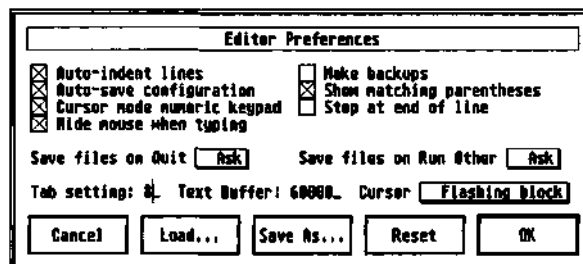 Editor Preferences
Auto-indent lines
Make backups
Auto-save configuration
Show matching parentheses
Cursor mode numeric keypad
Stop at end of line
Hide mouse when typing
Save files on Quit Ask Save files on Run Other Ask
Tab setting: 8_ Text Buffer: 60000_ Cursor Flashing block
Cancel Load... Save As... Reset OK